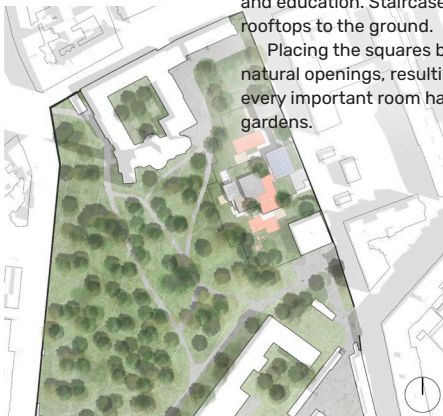 and education. Staircase
rooftops to the ground.
Placing the squares b
natural openings, resulti
every important room ha
gardens.